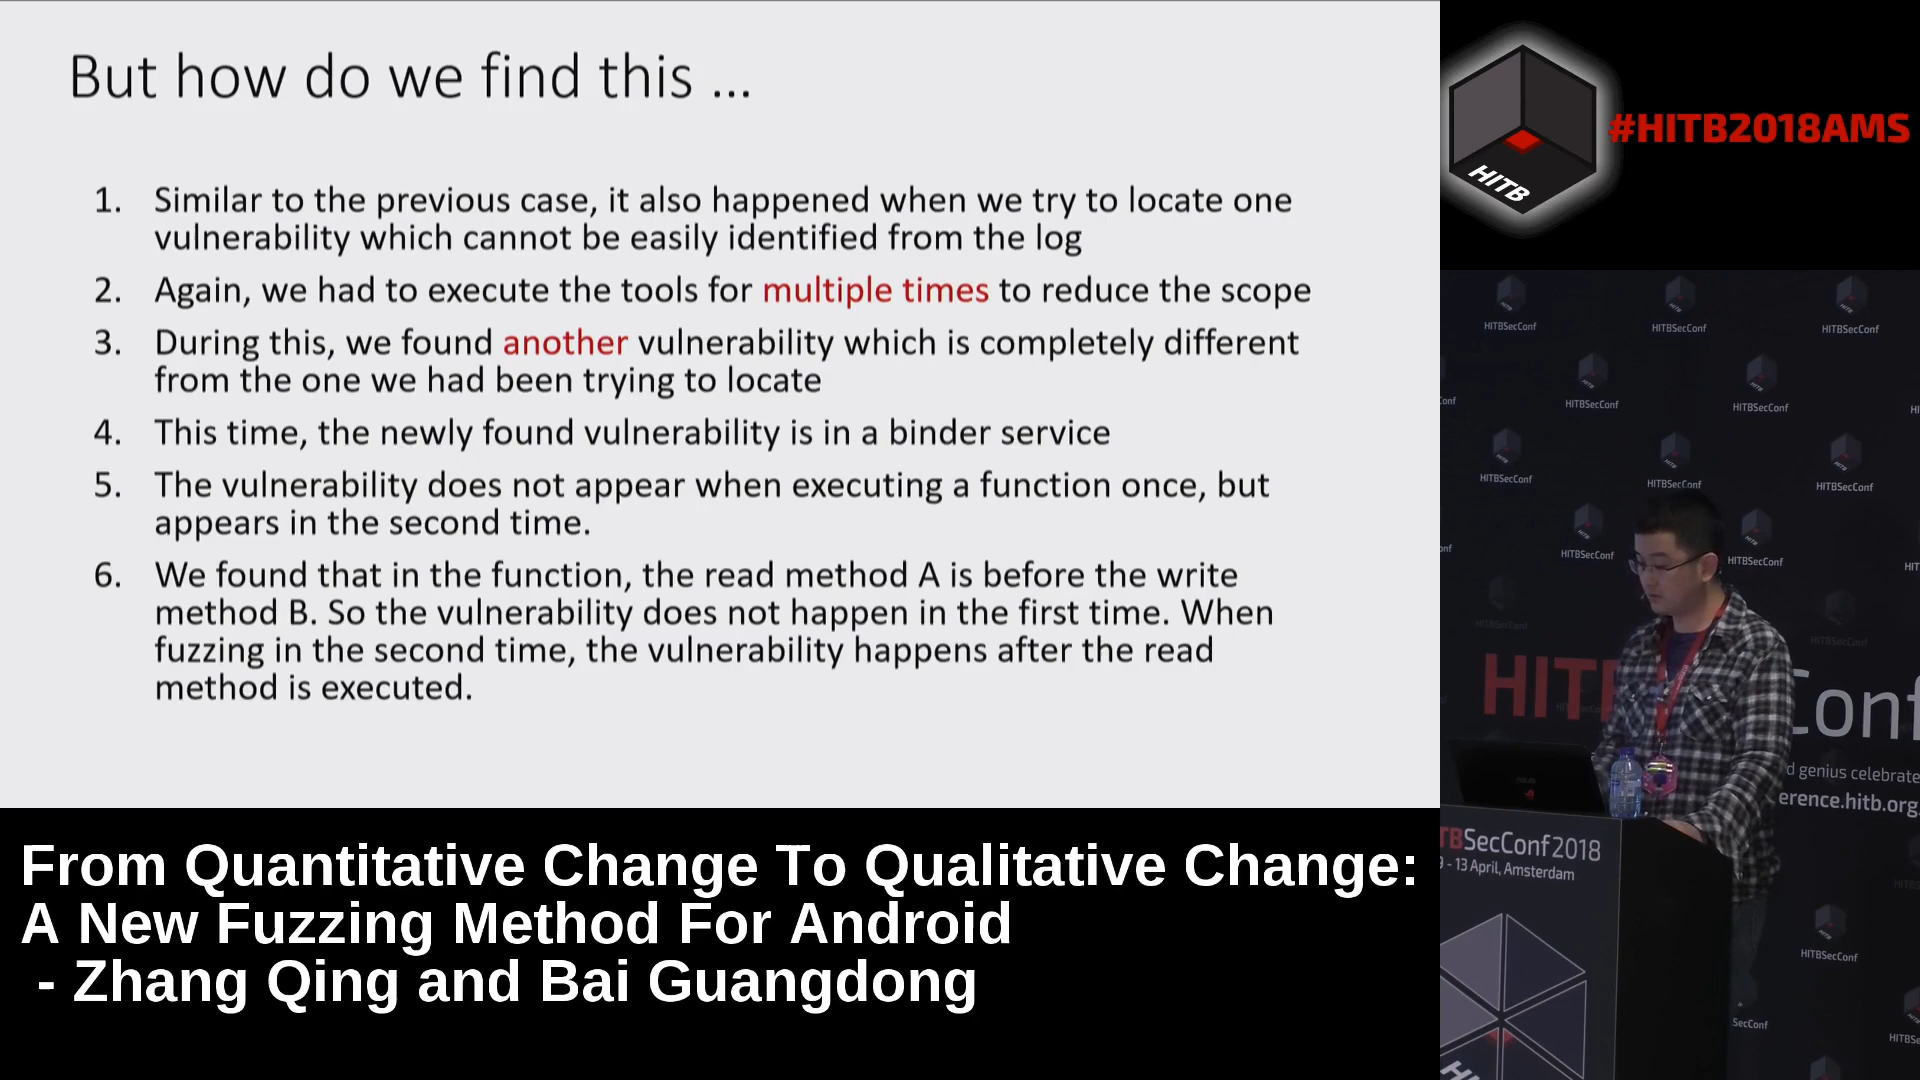 But how do we find this ...
1. Similar to the previous case, it also happened when we try to locate one
vulnerability which cannot be easily identified from the log
2. Again, we had to execute the tools for multiple times to reduce the scope
3. During this, we found another vulnerability which is completely different
from the one we had been trying to locate
4. This time, the newly found vulnerability is in a binder service
5. The vulnerability does not appear when executing a function once, but
appears in the second time.
6. We found that in the function, the read method A is before the write
method B. So the vulnerability does not happen in the first time. When
fuzzing in the second time, the vulnerability happens after the read
method is executed.
From Quantitative Change To Qualitative Change:
A New Fuzzing Method For Android
- Zhang Qing and Bai Guangdong
HITB
#HITB2018AMS
HITBSecConf
HITBSecConf
HITBSecConf
HITBSecConf
HITBSecConf
HITBSecConf
HITBSecConf
HITBSecConf
HITBSecConf
HITBSecConf
HIT
Conf
d genius celebrate
erence.hitb.org
TBSecConf2018
9 - 13 April, Amsterdam
HITBSecConf
SecConf